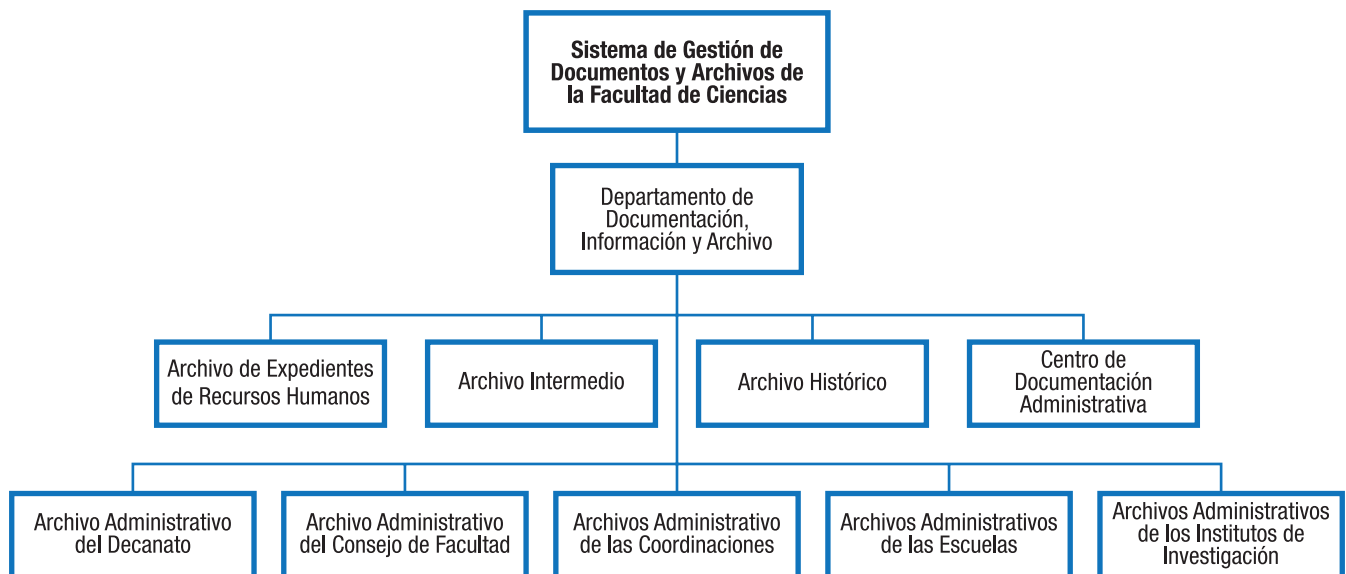 Sistema de Gestión de
Documentos y Archivos de
la Facultad de Ciencias
Departamento de
Documentación,
Información y Archivo
Archivo de Expedientes
de Recursos Humanos
Archivo Intermedio
Archivo Histórico
Centro de
Documentación
Administrativa
Archivo Administrativo
del Decanato
Archivo Administrativo
del Consejo de Facultad
Archivos Administrativo
de las Coordinaciones
Archivos Administrativos
de las Escuelas
Archivos Administrativos
de los Institutos de
Investigación